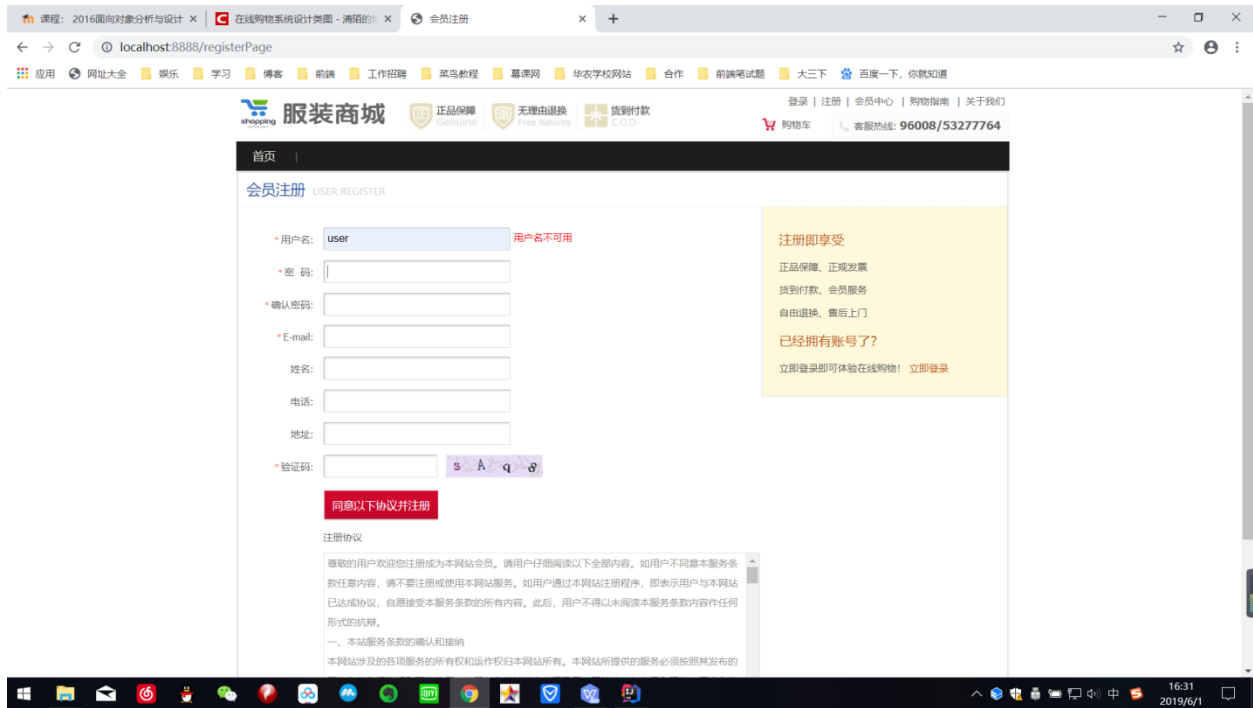 课程: 2016面向对象分析与设计
在线购物系统设计类图 - 清陌的
会员注册
localhost:8888/registerPage
应用 网址大全 娱乐 学习 博客 前端 工作招聘 菜鸟教程 慕课网 华农学校网站 合作 前端笔试题 大三下 百度一下，你就知道
登录 | 注册 | 会员中心 | 购物指南 | 关于我们
shopping 服装商城 正品保障 无理由退换 货到付款
Genuine Free Returns C.O.D
购物车 客服热线: 96008/53277764
首页 |
会员注册 USER REGISTER
*用户名: user 用户名不可用
*密 码:
*确认密码:
*E-mail:
姓名:
电话:
地址:
*验证码: s A q 8
同意以下协议并注册
注册即享受
正品保障、正规发票
货到付款、会员服务
自由退换、售后上门
已经拥有账号了?
立即登录即可体验在线购物! 立即登录
注册协议
尊敬的用户欢迎您注册成为本网站会员。请用户仔细阅读以下全部内容。如用户不同意本服务条
款任意内容，请不要注册或使用本网站服务。如用户通过本网站注册程序，即表示用户与本网站
已达成协议，自愿接受本服务条款的所有内容。此后，用户不得以未阅读本服务条款内容作任何
形式的抗辩。
一、本站服务条款的确认和接纳
本网站涉及的各项服务的所有权和运作权归本网站所有。本网站所提供的服务必须按照其发布的
中
16:31
2019/6/1